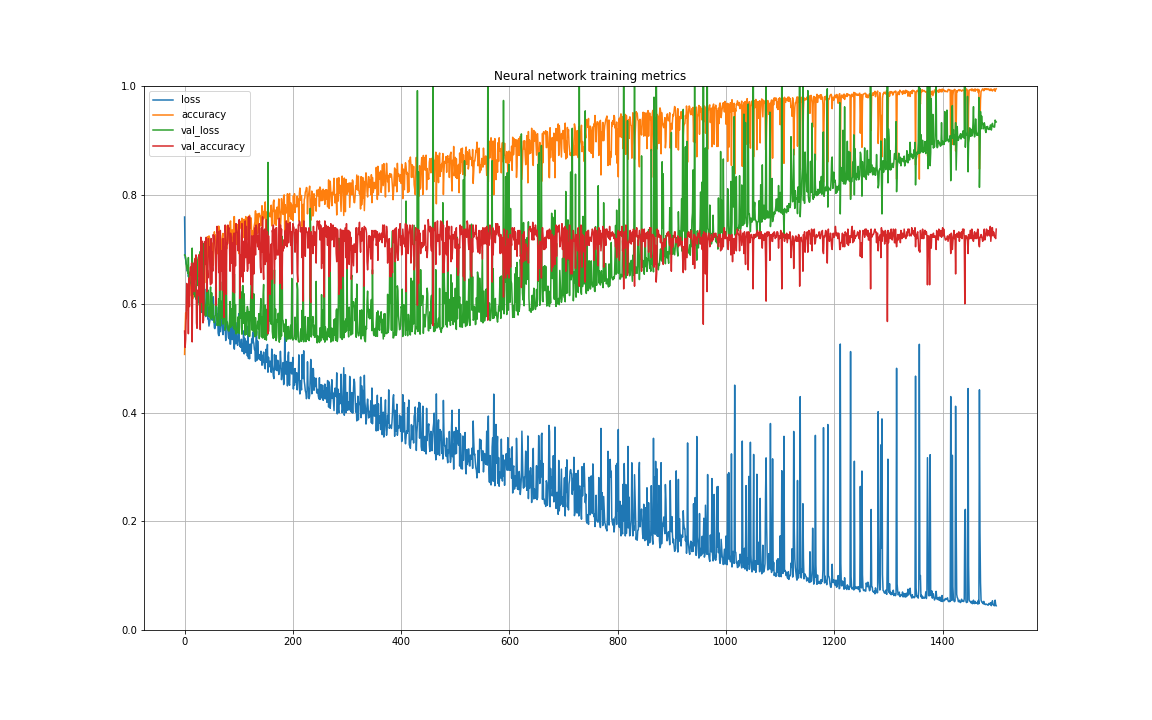 Neural network training metrics
1.0
loss
accuracy
val_loss
val_accuracy
0.8
0.6
0.4
0.2
0.0
0 200 400 600 800 1000 1200 1400